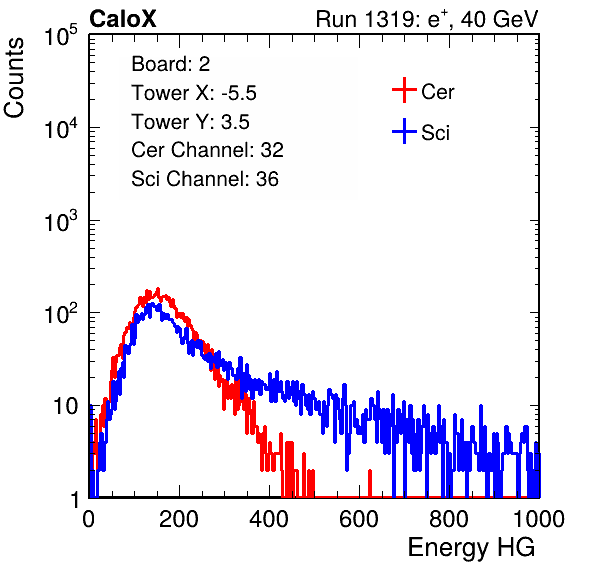 CaloX Run 1319: e⁺, 40 GeV
Counts
Board: 2
Tower X: -5.5
Tower Y: 3.5
Cer Channel: 32
Sci Channel: 36
Cer
Sci
10⁵
10⁴
10³
10²
10
1
0 200 400 600 800 1000
Energy HG